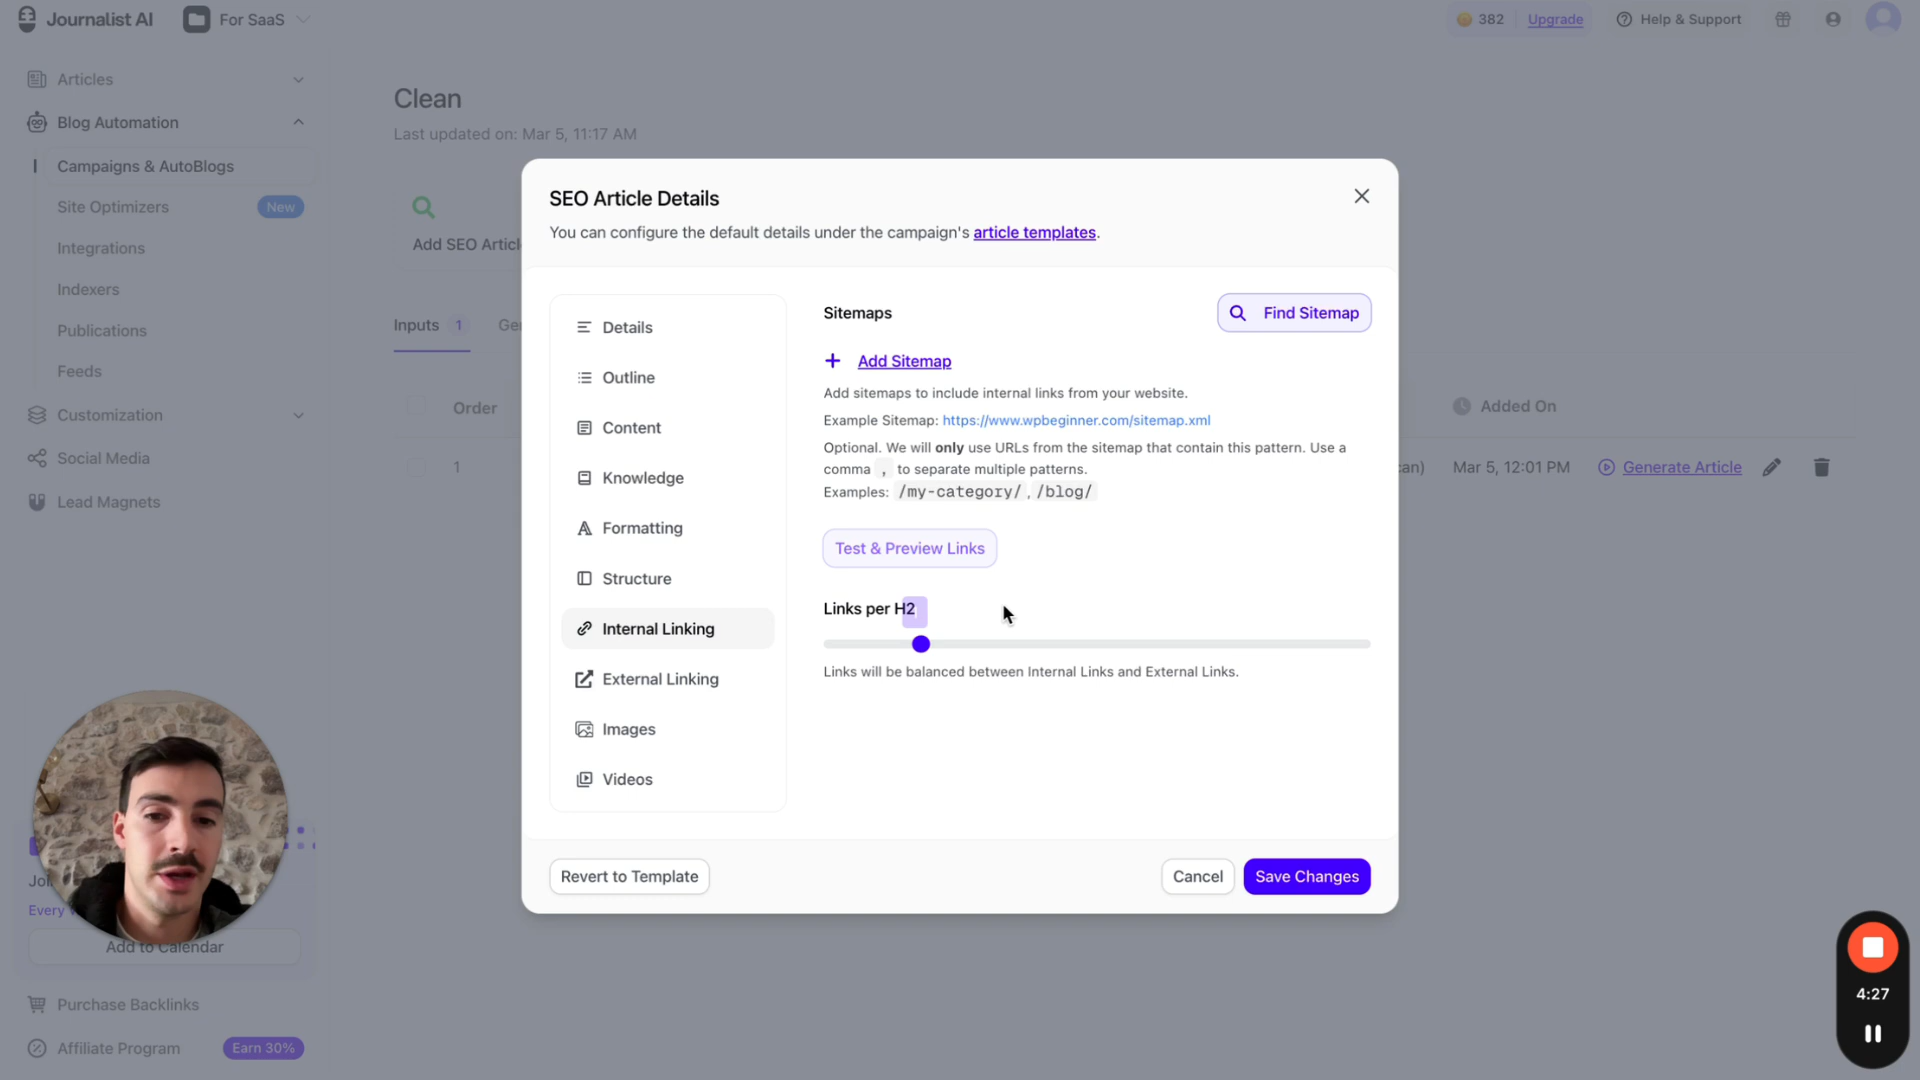 Journalist AI
For SaaS
382
Upgrade
Help & Support
Articles
Blog Automation
Campaigns & AutoBlogs
Site Optimizers
New
Integrations
Indexers
Publications
Feeds
Customization
Social Media
Lead Magnets
Every
Add to Calendar
Purchase Backlinks
Affiliate Program
Earn 30%
Clean
Last updated on: Mar 5, 11:17 AM
Add SEO Articl
Inputs 1
Order
Added On
1
Mar 5, 12:01 PM
Generate Article
SEO Article Details
You can configure the default details under the campaign's article templates.
Details
Outline
Content
Knowledge
Formatting
Structure
Internal Linking
External Linking
Images
Videos
Sitemaps
Find Sitemap
+ Add Sitemap
Add sitemaps to include internal links from your website.
Example Sitemap: https://www.wpbeginner.com/sitemap.xml
Optional. We will only use URLs from the sitemap that contain this pattern. Use a
comma , to separate multiple patterns.
Examples: /my-category/, /blog/
Test & Preview Links
Links per H2
Links will be balanced between Internal Links and External Links.
Revert to Template
Cancel
Save Changes
4:27